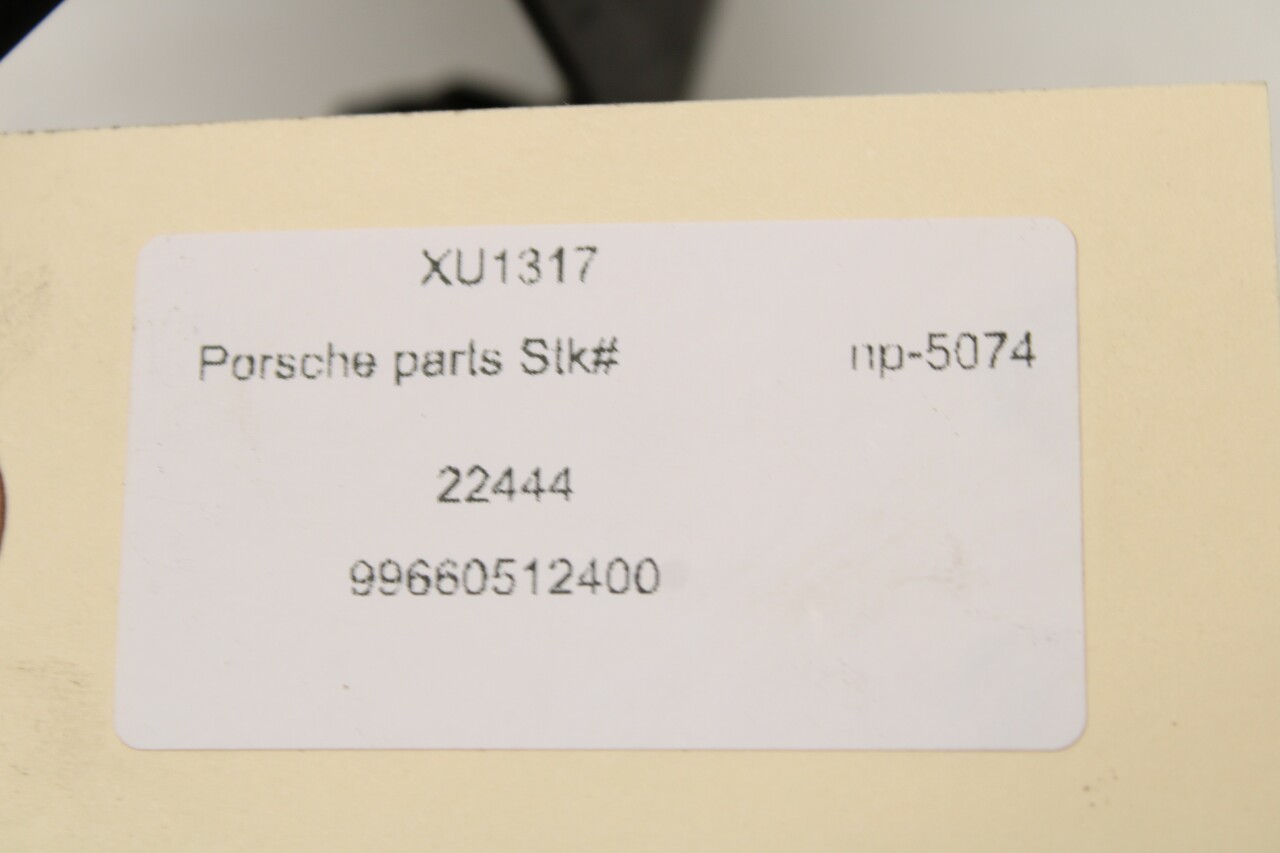 XU1317
Porsche parts Stk# np-5074
22444
99660512400